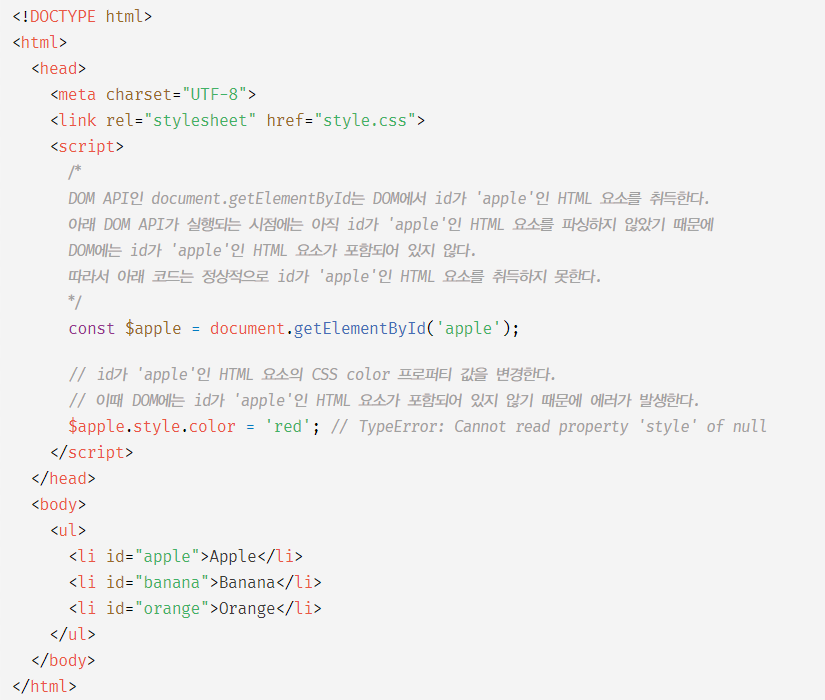 <!DOCTYPE html>
<html>
  <head>
    <meta charset="UTF-8">
    <link rel="stylesheet" href="style.css">
    <script>
      /*
      DOM API인 document.getElementById는 DOM에서 id가 'apple'인 HTML 요소를 취득한다.
      아래 DOM API가 실행되는 시점에는 아직 id가 'apple'인 HTML 요소를 파싱하지 않았기 때문에
      DOM에는 id가 'apple'인 HTML 요소가 포함되어 있지 않다.
      따라서 아래 코드는 정상적으로 id가 'apple'인 HTML 요소를 취득하지 못한다.
      */
      const $apple = document.getElementById('apple');

      // id가 'apple'인 HTML 요소의 CSS color 프로퍼티 값을 변경한다.
      // 이때 DOM에는 id가 'apple'인 HTML 요소가 포함되어 있지 않기 때문에 에러가 발생한다.
      $apple.style.color = 'red'; // TypeError: Cannot read property 'style' of null
    </script>
  </head>
  <body>
    <ul>
      <li id="apple">Apple</li>
      <li id="banana">Banana</li>
      <li id="orange">Orange</li>
    </ul>
  </body>
</html>